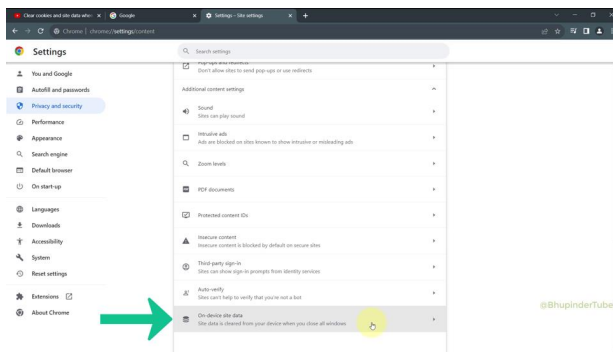 Clear cookies and site data when
Google
Settings - Site settings
Chrome | chrome://settings/content
Settings
Search settings
You and Google
Autofill and passwords
Privacy and security
Performance
Appearance
Search engine
Default browser
On start-up
Languages
Downloads
Accessibility
System
Reset settings
Extensions
About Chrome
Pop-ups and redirects
Don't allow sites to send pop-ups or use redirects
Additional content settings
Sound
Sites can play sound
Intrusive ads
Ads are blocked on sites known to show intrusive or misleading ads
Zoom levels
PDF documents
Protected content IDs
Insecure content
Insecure content is blocked by default on secure sites
Third-party sign-in
Sites can show sign-in prompts from identity services
Auto-verify
Sites can't help to verify that you're not a bot
On-device site data
Site data is cleared from your device when you close all windows
@BhupinderTube